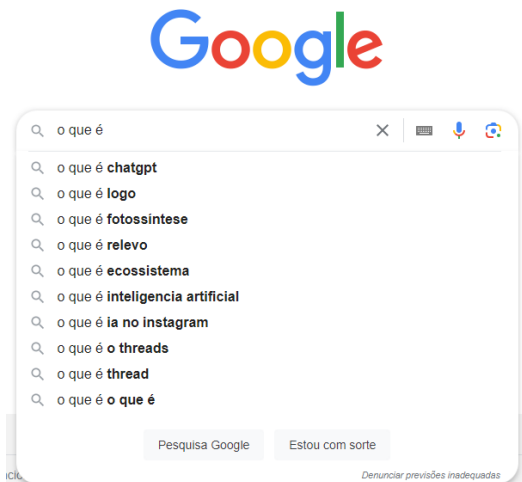 Google
o que é
o que é chatgpt
o que é logo
o que é fotossintese
o que é relevo
o que é ecossistema
o que é inteligencia artificial
o que é ia no instagram
o que é o threads
o que é thread
o que é o que é
Pesquisa Google Estou com sorte
Denunciar previsões inadequadas